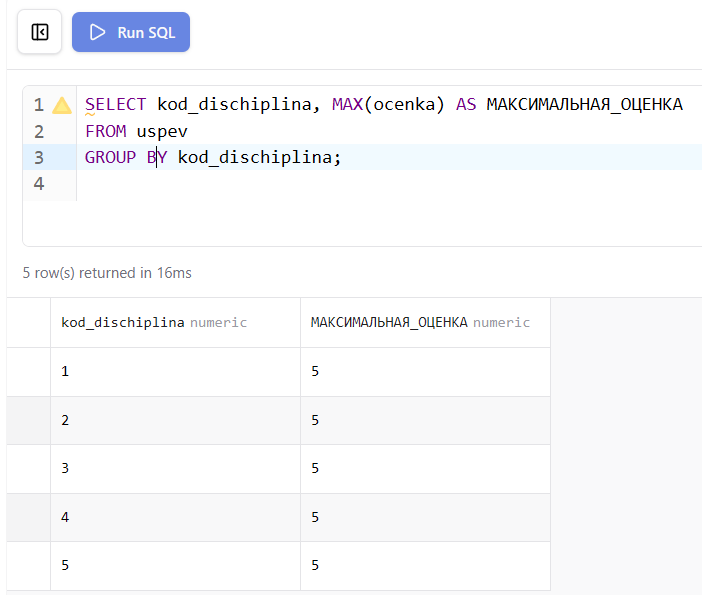 Run SQL
1 SELECT kod_dischiplina, MAX(ocenka) AS МАКСИМАЛЬНАЯ_ОЦЕНКА
2 FROM uspev
3 GROUP BY kod_dischiplina;
4
5 row(s) returned in 16ms
kod_dischiplina numeric МАКСИМАЛЬНАЯ_ОЦЕНКА numeric
1 5
2 5
3 5
4 5
5 5